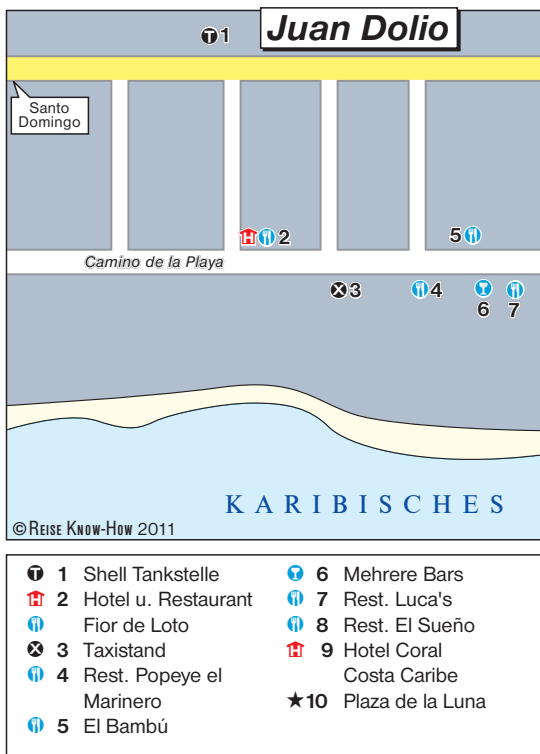 T 1
Juan Dolio
Santo
Domingo
H 2
5
Camino de la Playa
3
4
6
7
KARIBISCHES
© REISE KNOW-HOW 2011
T 1 Shell Tankstelle
H 2 Hotel u. Restaurant
Fior de Loto
3 Taxistand
4 Rest. Popeye el
Marinero
5 El Bambú
6 Mehrere Bars
7 Rest. Luca's
8 Rest. El Sueño
H 9 Hotel Coral
Costa Caribe
★10 Plaza de la Luna